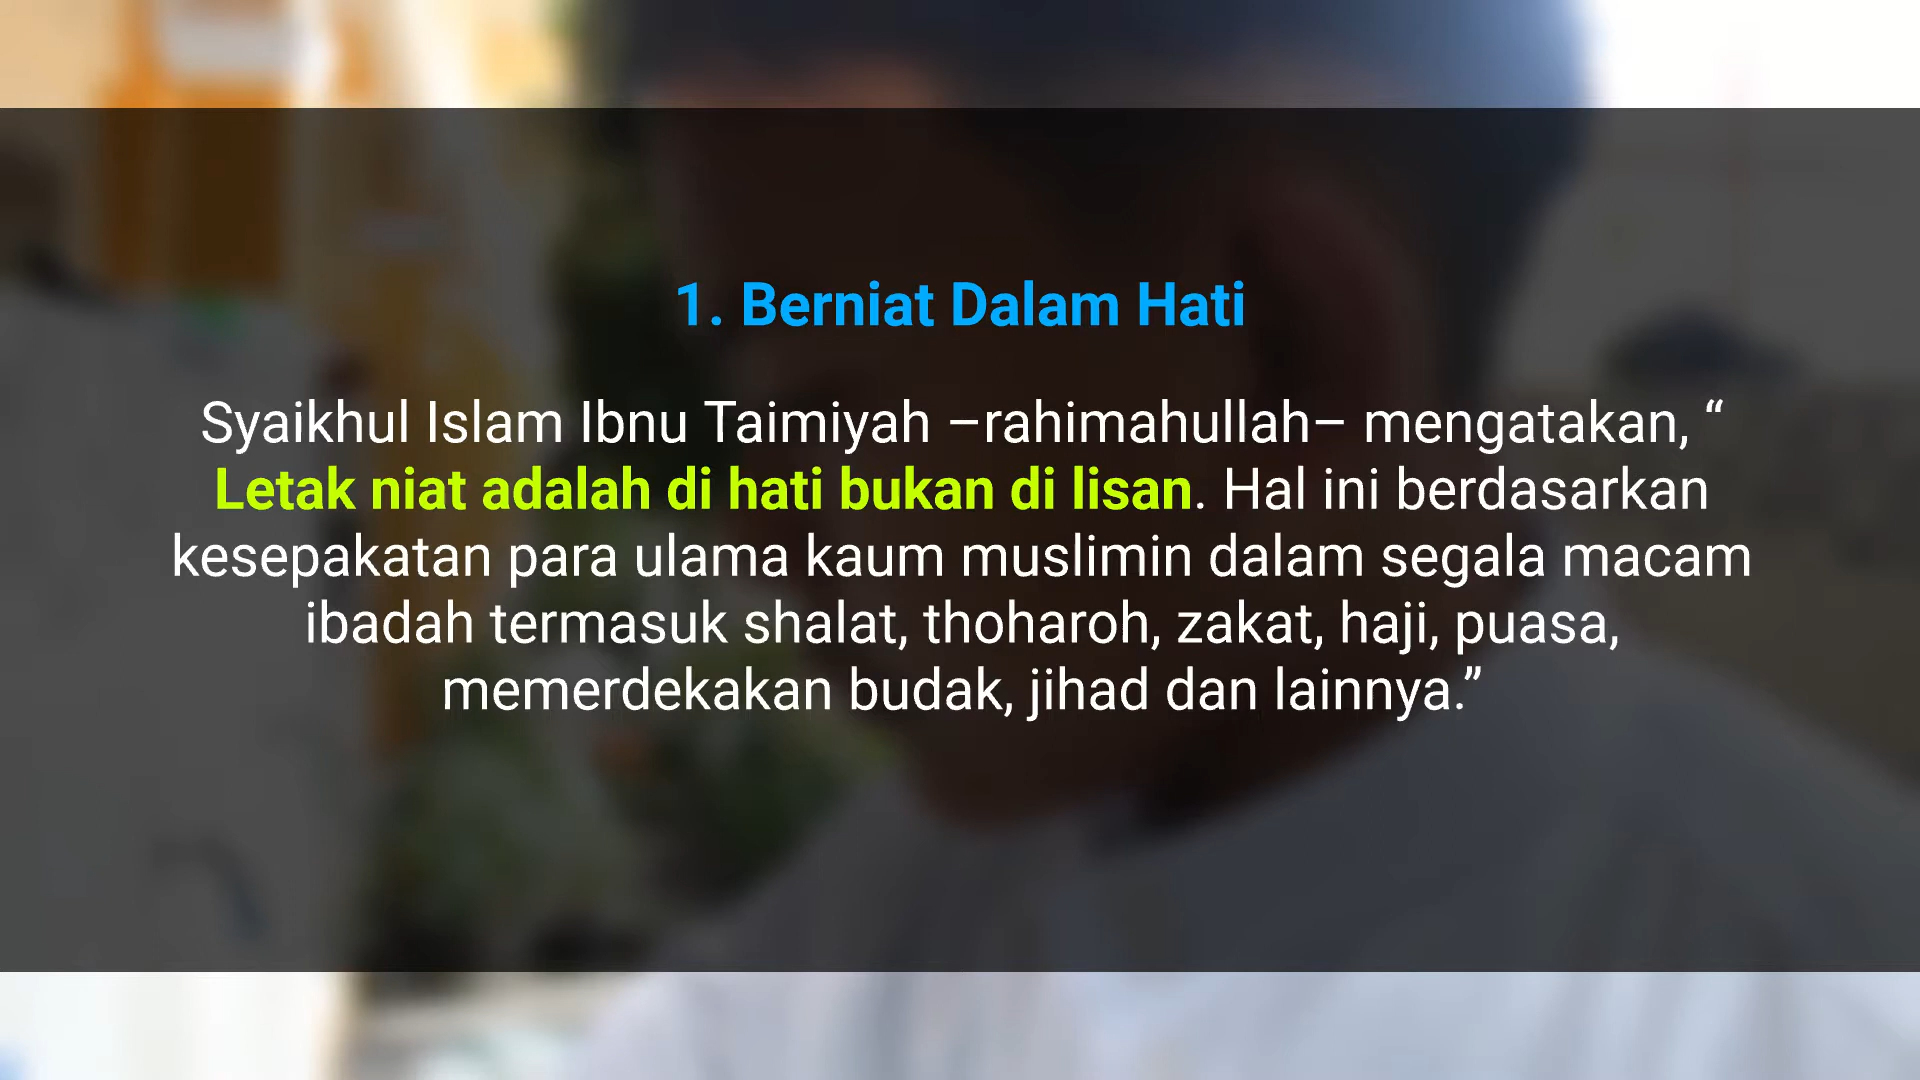 1. Berniat Dalam Hati
Syaikhul Islam Ibnu Taimiyah –rahimahullah– mengatakan, “
Letak niat adalah di hati bukan di lisan. Hal ini berdasarkan
kesepakatan para ulama kaum muslimin dalam segala macam
ibadah termasuk shalat, thoharoh, zakat, haji, puasa,
memerdekakan budak, jihad dan lainnya.”